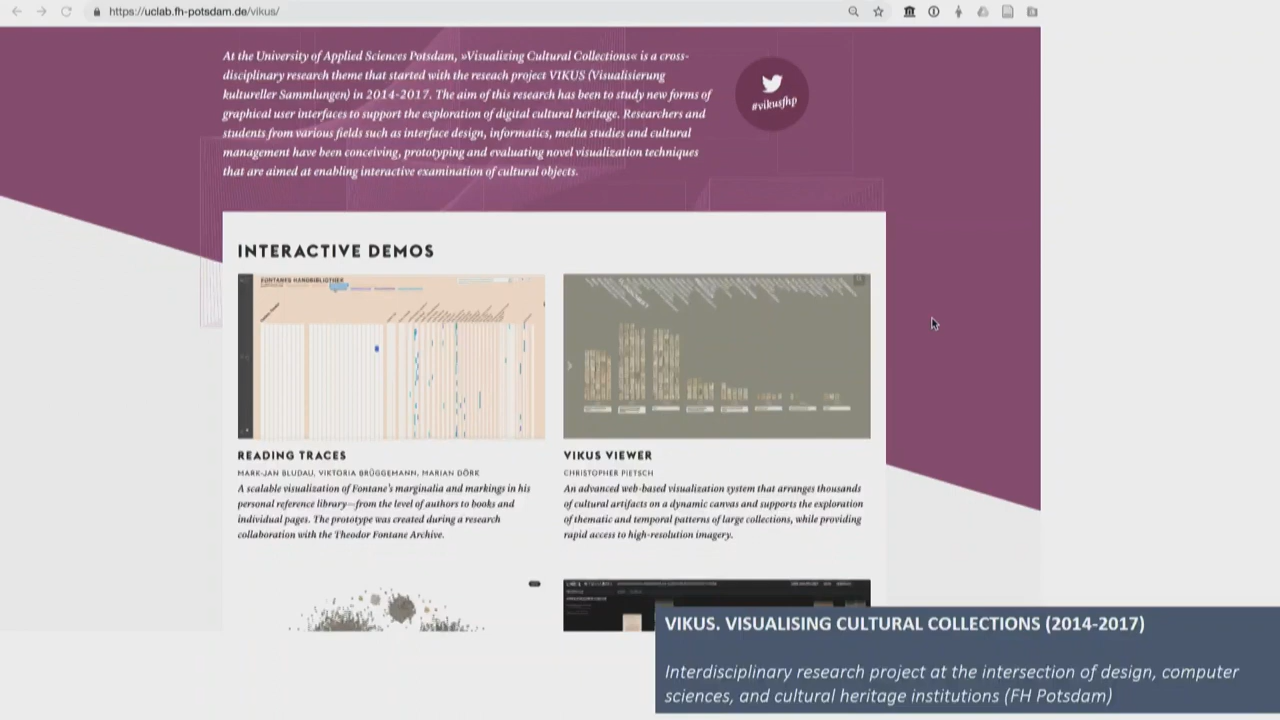 https://uclab.fh-potsdam.de/vikus/
At the University of Applied Sciences Potsdam, »Visualizing Cultural Collections« is a cross-
disciplinary research theme that started with the reseach project VIKUS (Visualisierung
kultureller Sammlungen) in 2014-2017. The aim of this research has been to study new forms of
graphical user interfaces to support the exploration of digital cultural heritage. Researchers and
students from various fields such as interface design, informatics, media studies and cultural
management have been conceiving, prototyping and evaluating novel visualization techniques
that are aimed at enabling interactive examination of cultural objects.
#vikusfhp
INTERACTIVE DEMOS
FONTANES HANDBIBLIOTHEK
READING TRACES
MARK-JAN BLUDAU, VIKTORIA BRÜGGEMANN, MARIAN DÖRK
A scalable visualization of Fontane's marginalia and markings in his
personal reference library—from the level of authors to books and
individual pages. The prototype was created during a research
collaboration with the Theodor Fontane Archive.
VIKUS VIEWER
CHRISTOPHER PIETSCH
An advanced web-based visualization system that arranges thousands
of cultural artifacts on a dynamic canvas and supports the exploration
of thematic and temporal patterns of large collections, while providing
rapid access to high-resolution imagery.
VIKUS. VISUALISING CULTURAL COLLECTIONS (2014-2017)
Interdisciplinary research project at the intersection of design, computer
sciences, and cultural heritage institutions (FH Potsdam)